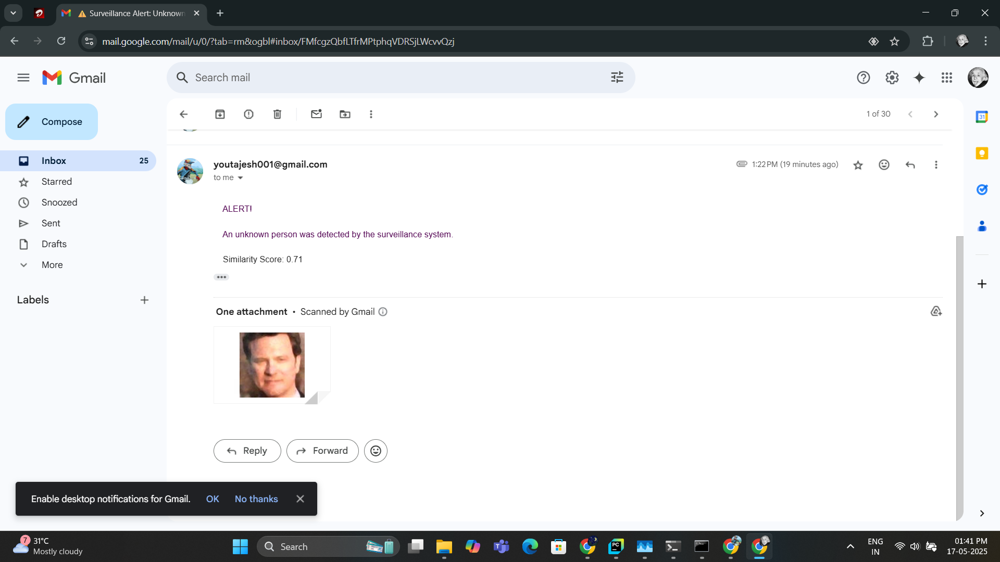 Surveillance Alert: Unknown
mail.google.com/mail/u/0/?tab=rm&ogbl#inbox/FMfcgzQbfLTfrMPtphqVDRSjLWcvvQzj
Gmail
Search mail
Compose
1 of 30
Inbox 25
Starred
Snoozed
Sent
Drafts
More
Labels
youtajesh001@gmail.com
1:22 PM (19 minutes ago)
to me
ALERT!
An unknown person was detected by the surveillance system.
Similarity Score: 0.71
One attachment • Scanned by Gmail
Reply
Forward
Enable desktop notifications for Gmail. OK No thanks
31
7
31°C
Mostly cloudy
Search
PC
ENG
IN
01:41 PM
17-05-2025